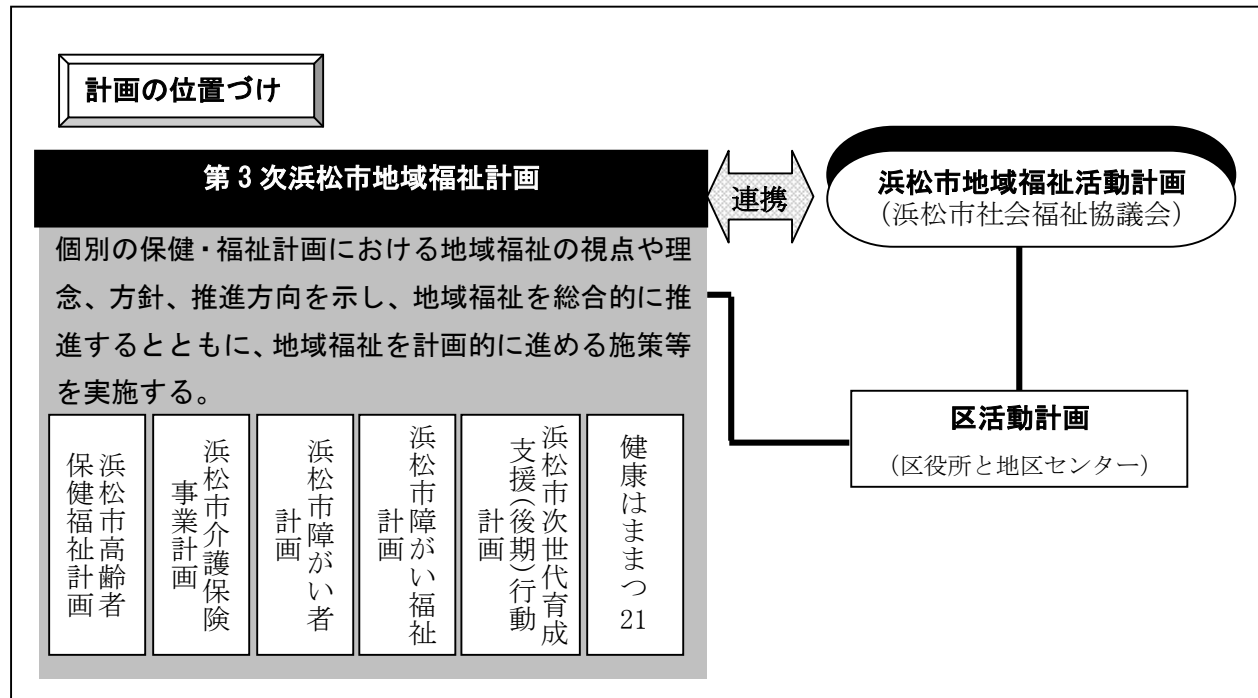 計画の位置づけ
第3次浜松市地域福祉計画
連携
浜松市地域福祉活動計画
（浜松市社会福祉協議会）
個別の保健・福祉計画における地域福祉の視点や理
念、方針、推進方向を示し、地域福祉を総合的に推
進するとともに、地域福祉を計画的に進める施策等
を実施する。
区活動計画
（区役所と地区センター）
浜松市高齢者
保健福祉計画
浜松市介護保険
事業計画
浜松市障がい者
計画
浜松市障がい福祉
計画
浜松市次世代育成
支援（後期）行動
計画
健康はままつ21